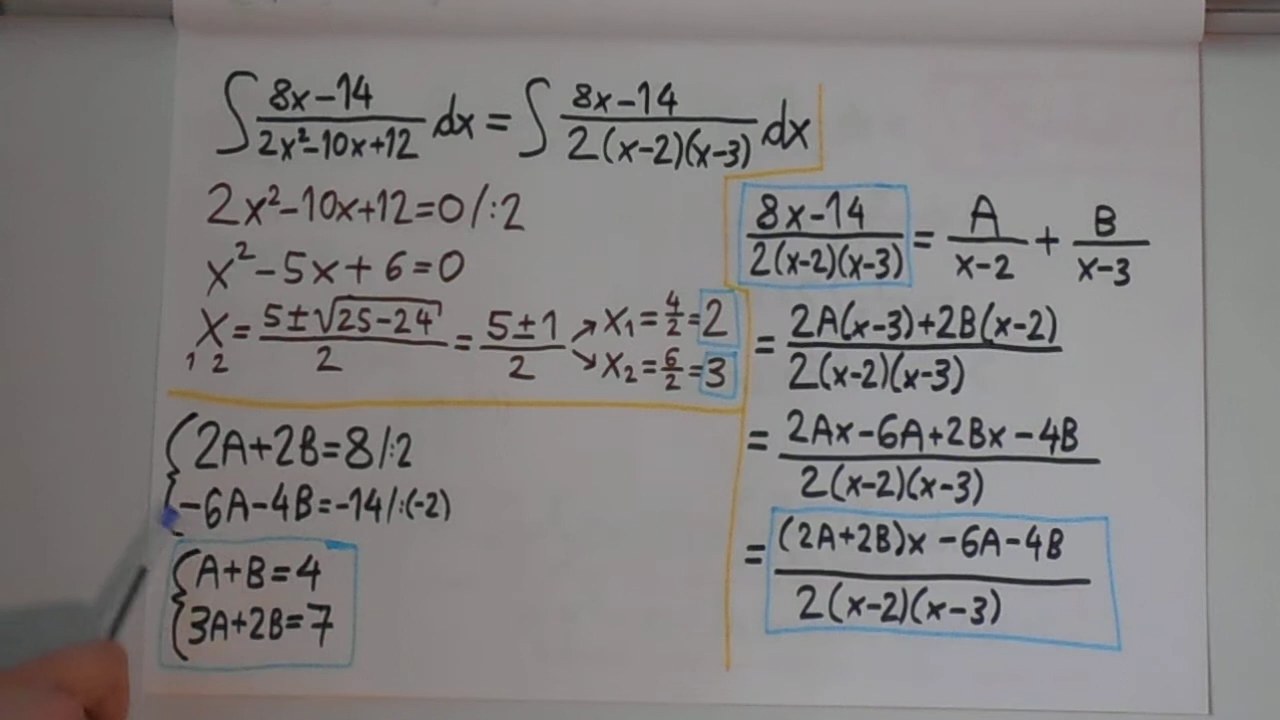 ∫ (8x-14)/(2x²-10x+12) dx = ∫ (8x-14)/(2(x-2)(x-3)) dx
2x²-10x+12=0 /:2
x²-5x+6=0
x₁ ₂ = (5±√(25-24))/2 = (5±1)/2 ↗ x₁=4/2=2
↘ x₂=6/2=3
(8x-14)/(2(x-2)(x-3)) = A/(x-2) + B/(x-3)
= (2A(x-3)+2B(x-2))/(2(x-2)(x-3))
= (2Ax-6A+2Bx-4B)/(2(x-2)(x-3))
= ((2A+2B)x-6A-4B)/(2(x-2)(x-3))
{ 2A+2B=8 /:2
-6A-4B=-14 /:(-2)
{ A+B=4
3A+2B=7